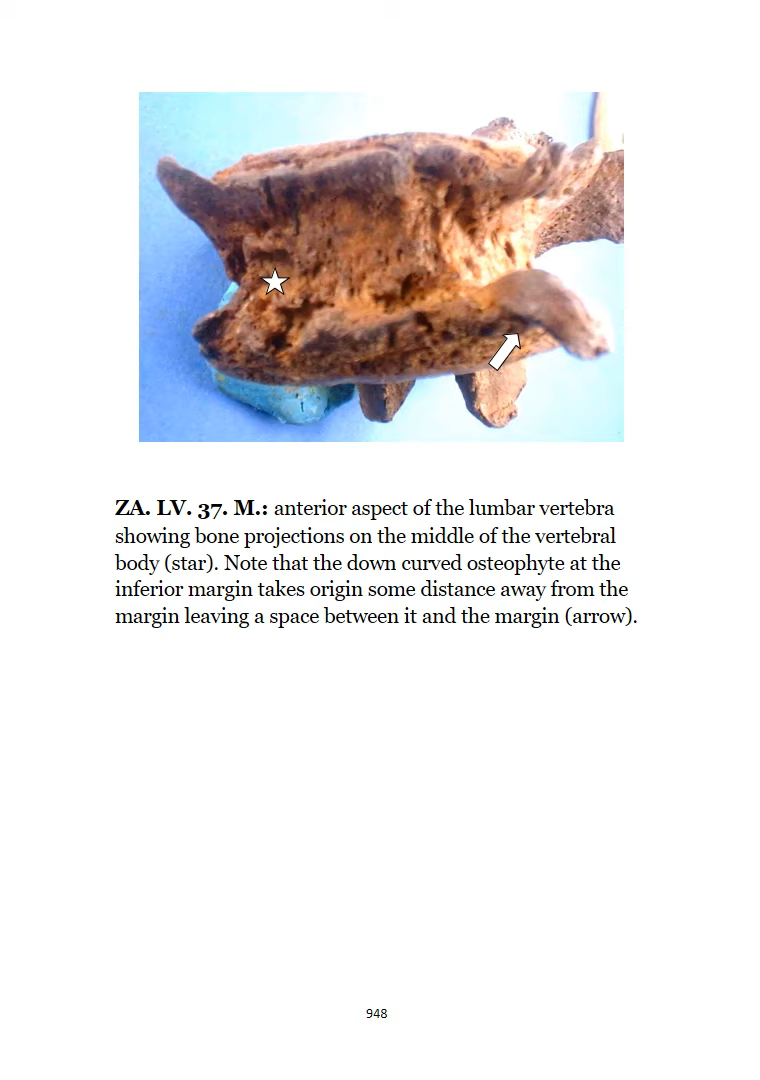 ZA. LV. 37. M.: anterior aspect of the lumbar vertebra
showing bone projections on the middle of the vertebral
body (star). Note that the down curved osteophyte at the
inferior margin takes origin some distance away from the
margin leaving a space between it and the margin (arrow).
948